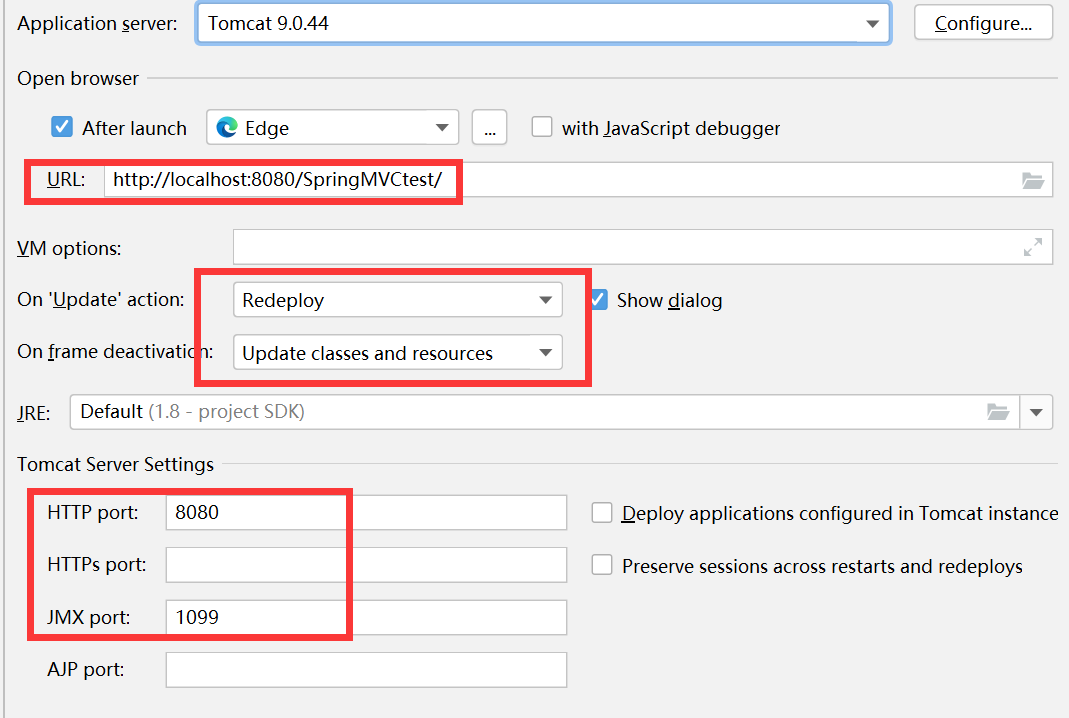 Application server: Tomcat 9.0.44 Configure...
Open browser
After launch Edge ... with JavaScript debugger
URL: http://localhost:8080/SpringMVCtest/
VM options:
On 'Update' action: Redeploy Show dialog
On frame deactivation: Update classes and resources
JRE: Default (1.8 - project SDK)
Tomcat Server Settings
HTTP port: 8080 Deploy applications configured in Tomcat instance
HTTPs port: Preserve sessions across restarts and redeploys
JMX port: 1099
AJP port: